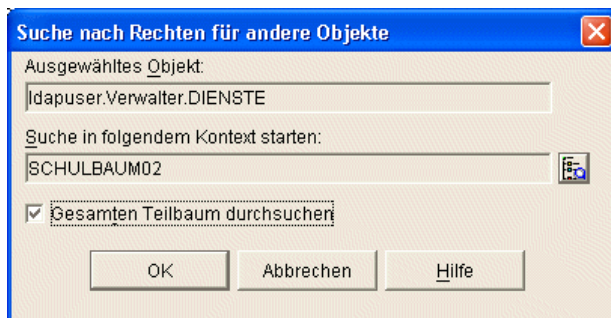 Suche nach Rechten für andere Objekte
Ausgewähltes Objekt:
ldapuser.Verwalter.DIENSTE
Suche in folgendem Kontext starten:
SCHULBAUM02
Gesamten Teilbaum durchsuchen
OK Abbrechen Hilfe